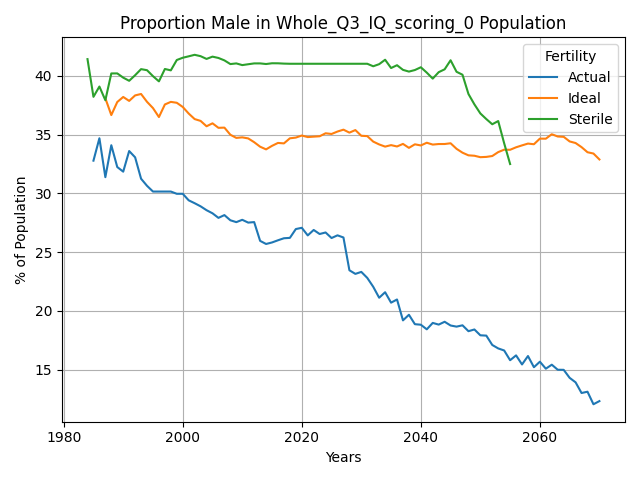 Proportion Male in Whole_Q3_IQ_scoring_0 Population
Fertility
Actual
Ideal
Sterile
% of Population
40
35
30
25
20
15
1980
2000
2020
2040
2060
Years